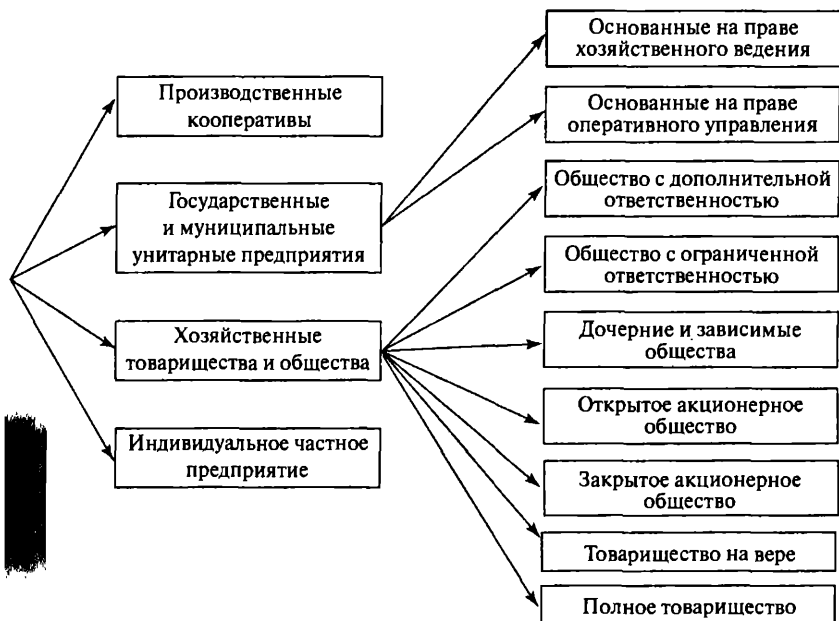 Производственные
кооперативы
Государственные
и муниципальные
унитарные предприятия
Хозяйственные
товарищества и общества
Индивидуальное частное
предприятие
Основанные на праве
хозяйственного ведения
Основанные на праве
оперативного управления
Общество с дополнительной
ответственностью
Общество с ограниченной
ответственностью
Дочерние и зависимые
общества
Открытое акционерное
общество
Закрытое акционерное
общество
Товарищество на вере
Полное товарищество